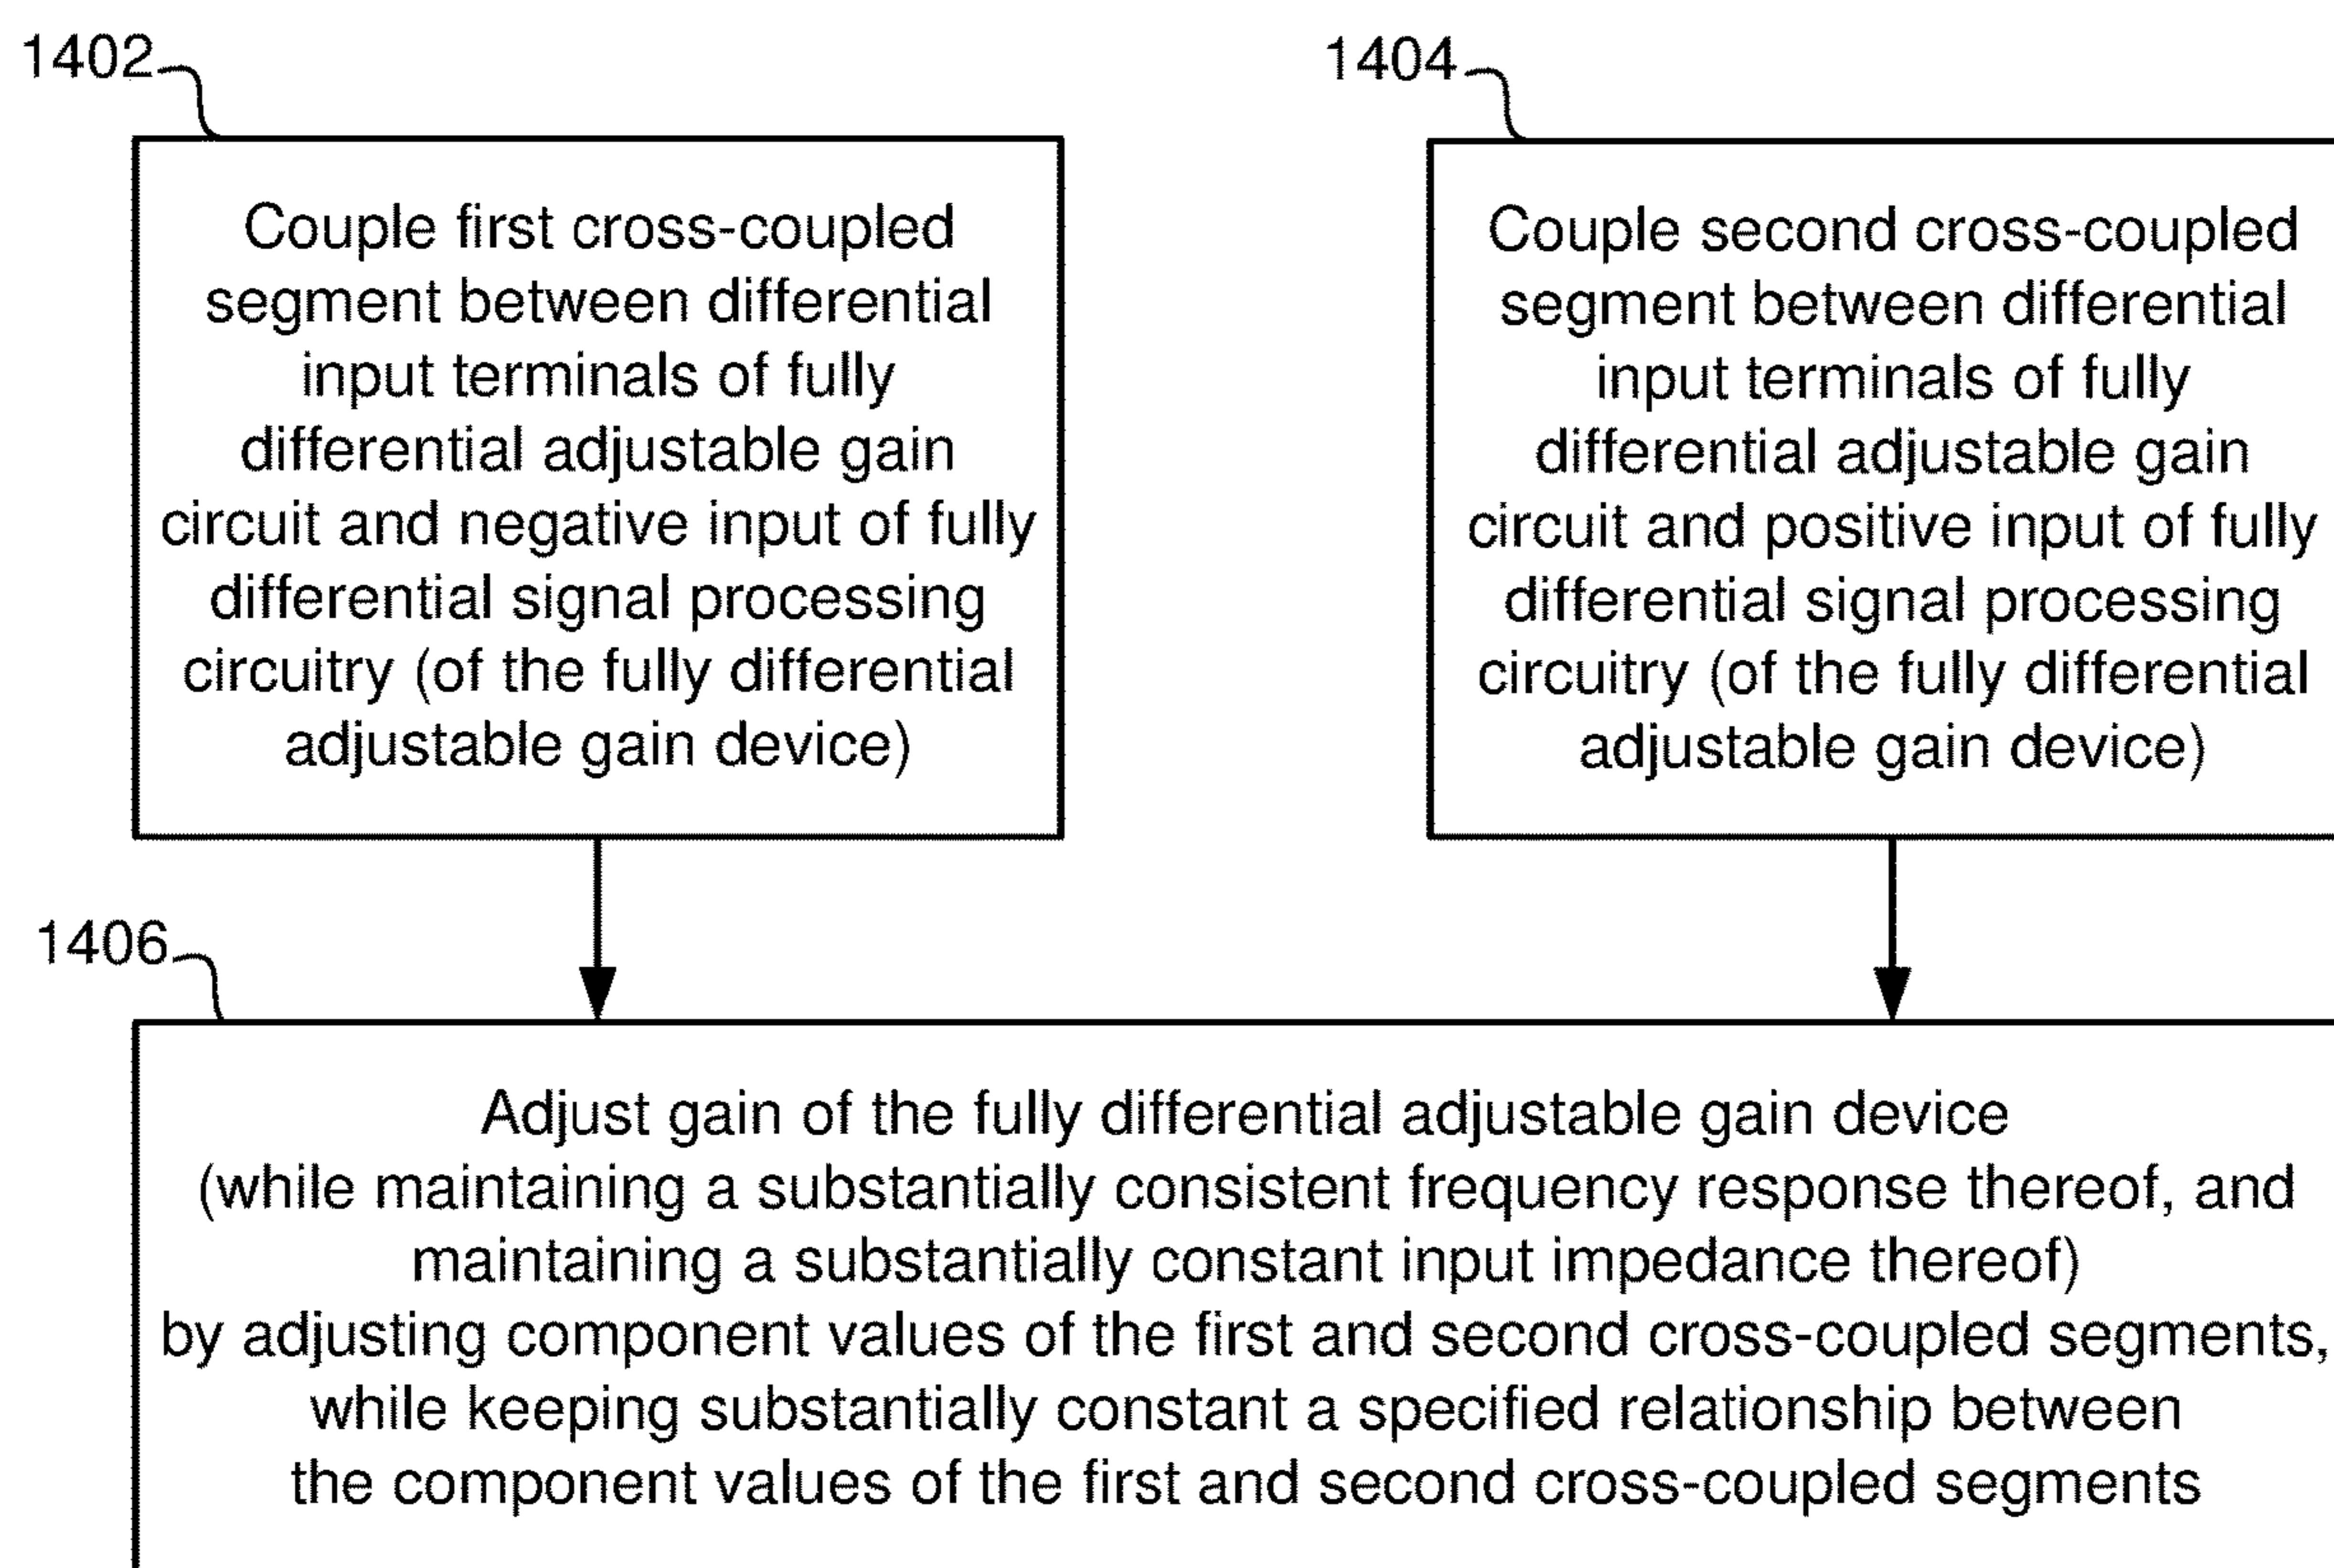 1402
Couple first cross-coupled
segment between differential
input terminals of fully
differential adjustable gain
circuit and negative input of fully
differential signal processing
circuitry (of the fully differential
adjustable gain device)
1404
Couple second cross-coupled
segment between differential
input terminals of fully
differential adjustable gain
circuit and positive input of fully
differential signal processing
circuitry (of the fully differential
adjustable gain device)
1406
Adjust gain of the fully differential adjustable gain device
(while maintaining a substantially consistent frequency response thereof, and
maintaining a substantially constant input impedance thereof)
by adjusting component values of the first and second cross-coupled segments,
while keeping substantially constant a specified relationship between
the component values of the first and second cross-coupled segments